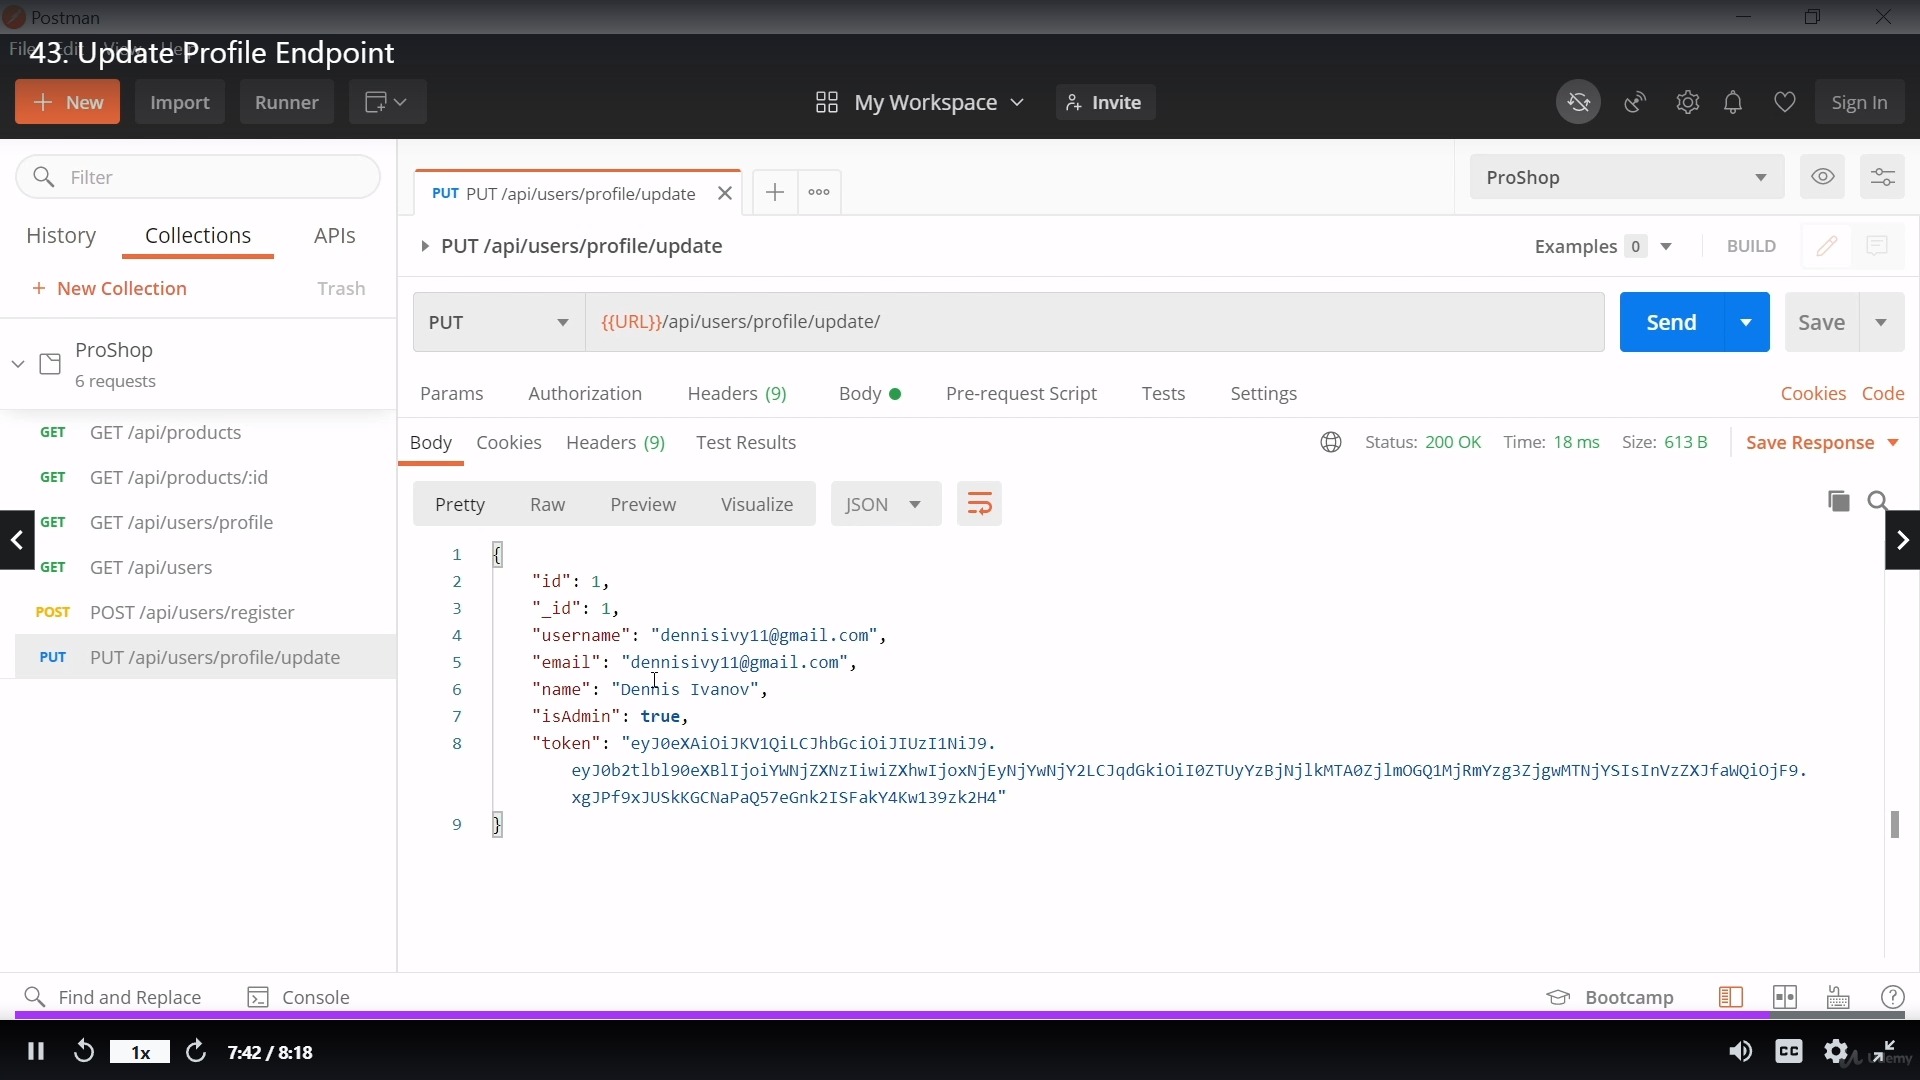 Postman
File Edit View Help
43. Update Profile Endpoint
New
Import
Runner
My Workspace
Invite
Sign In
Filter
History
Collections
APIs
+ New Collection
Trash
ProShop
6 requests
GET GET /api/products
GET GET /api/products/:id
GET GET /api/users/profile
GET GET /api/users
POST POST /api/users/register
PUT PUT /api/users/profile/update
PUT PUT /api/users/profile/update
ProShop
PUT /api/users/profile/update
Examples 0
BUILD
PUT
{{URL}}/api/users/profile/update/
Send
Save
Params
Authorization
Headers (9)
Body
Pre-request Script
Tests
Settings
Cookies
Code
Body
Cookies
Headers (9)
Test Results
Status: 200 OK
Time: 18 ms
Size: 613 B
Save Response
Pretty
Raw
Preview
Visualize
JSON
1 {
2 "id": 1,
3 "_id": 1,
4 "username": "dennisivy11@gmail.com",
5 "email": "dennisivy11@gmail.com",
6 "name": "Dennis Ivanov",
7 "isAdmin": true,
8 "token": "eyJ0eXAiOiJKV1QiLCJhbGciOiJIUzI1NiJ9.
eyJ0b2tlbl90eXBlIjoiYWNjZXNzIiwiZXhwIjoxNjEyNjYwNjY2LCJqdGkiOiI0ZTUyYzBjNjlkMTA0ZjlmOGQ1MjRmYzg3ZjgwMTNjYSIsInVzZXJfaWQiOjF9.
xgJPf9xJUSkKGCNaPaQ57eGnk2ISFakY4Kw139zk2H4"
9 }
Find and Replace
Console
Bootcamp
1x
7:42 / 8:18
CC
Udemy